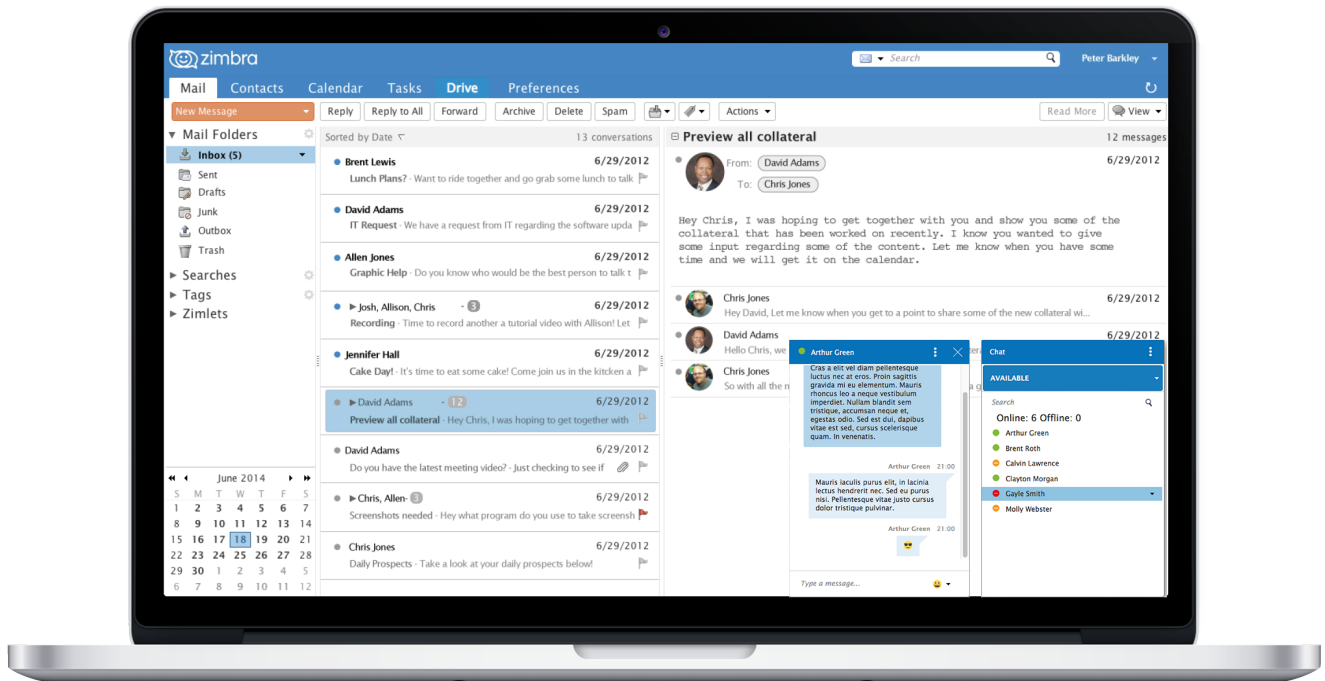 zimbra
Search
Peter Barkley
Mail Contacts Calendar Tasks Drive Preferences
New Message
Reply Reply to All Forward Archive Delete Spam Actions Read More View
Mail Folders
Inbox (5)
Sent
Drafts
Junk
Outbox
Trash
Searches
Tags
Zimlets
June 2014
S M T W T F S
1 2 3 4 5 6 7
8 9 10 11 12 13 14
15 16 17 18 19 20 21
22 23 24 25 26 27 28
29 30 1 2 3 4 5
6 7 8 9 10 11 12
Sorted by Date 13 conversations
Brent Lewis 6/29/2012
Lunch Plans? - Want to ride together and go grab some lunch to talk
David Adams 6/29/2012
IT Request - We have a request from IT regarding the software upda
Allen Jones 6/29/2012
Graphic Help - Do you know who would be the best person to talk t
Josh, Allison, Chris - 3 6/29/2012
Recording - Time to record another a tutorial video with Allison! Let
Jennifer Hall 6/29/2012
Cake Day! - It's time to eat some cake! Come join us in the kitcken a
David Adams - 12 6/29/2012
Preview all collateral - Hey Chris, I was hoping to get together with
David Adams 6/29/2012
Do you have the latest meeting video? - Just checking to see if
Chris, Allen- 3 6/29/2012
Screenshots needed - Hey what program do you use to take screensh
Chris Jones 6/29/2012
Daily Prospects - Take a look at your daily prospects below!
Preview all collateral 12 messages
From: David Adams 6/29/2012
To: Chris Jones
Hey Chris, I was hoping to get together with you and show you some of the
collateral that has been worked on recently. I know you wanted to give
some input regarding some of the content. Let me know when you have some
time and we will get it on the calendar.
Chris Jones 6/29/2012
Hey David, Let me know when you get to a point to share some of the new collateral wi...
David Adams 6/29/2012
Hello Chris, we
Chris Jones
So with all the
Arthur Green
Cras a elit vel diam pellentesque
luctus nec at eros. Proin sagittis
gravida mi eu elementum. Mauris
rhoncus leo a neque vestibulum
imperdiet. Nullam blandit sem
tristique, accumsan neque et,
egestas odio. Sed est dui, dapibus
vitae est sed, cursus scelerisque
quam. In venenatis.
Arthur Green 21:00
Mauris iaculis purus elit, in lacinia
lectus hendrerit nec. Sed eu purus
nisi. Pellentesque vitae justo cursus
dolor tristique pulvinar.
Arthur Green 21:00
Type a message...
Chat
AVAILABLE
Search
Online: 6 Offline: 0
Arthur Green
Brent Roth
Calvin Lawrence
Clayton Morgan
Gayle Smith
Molly Webster